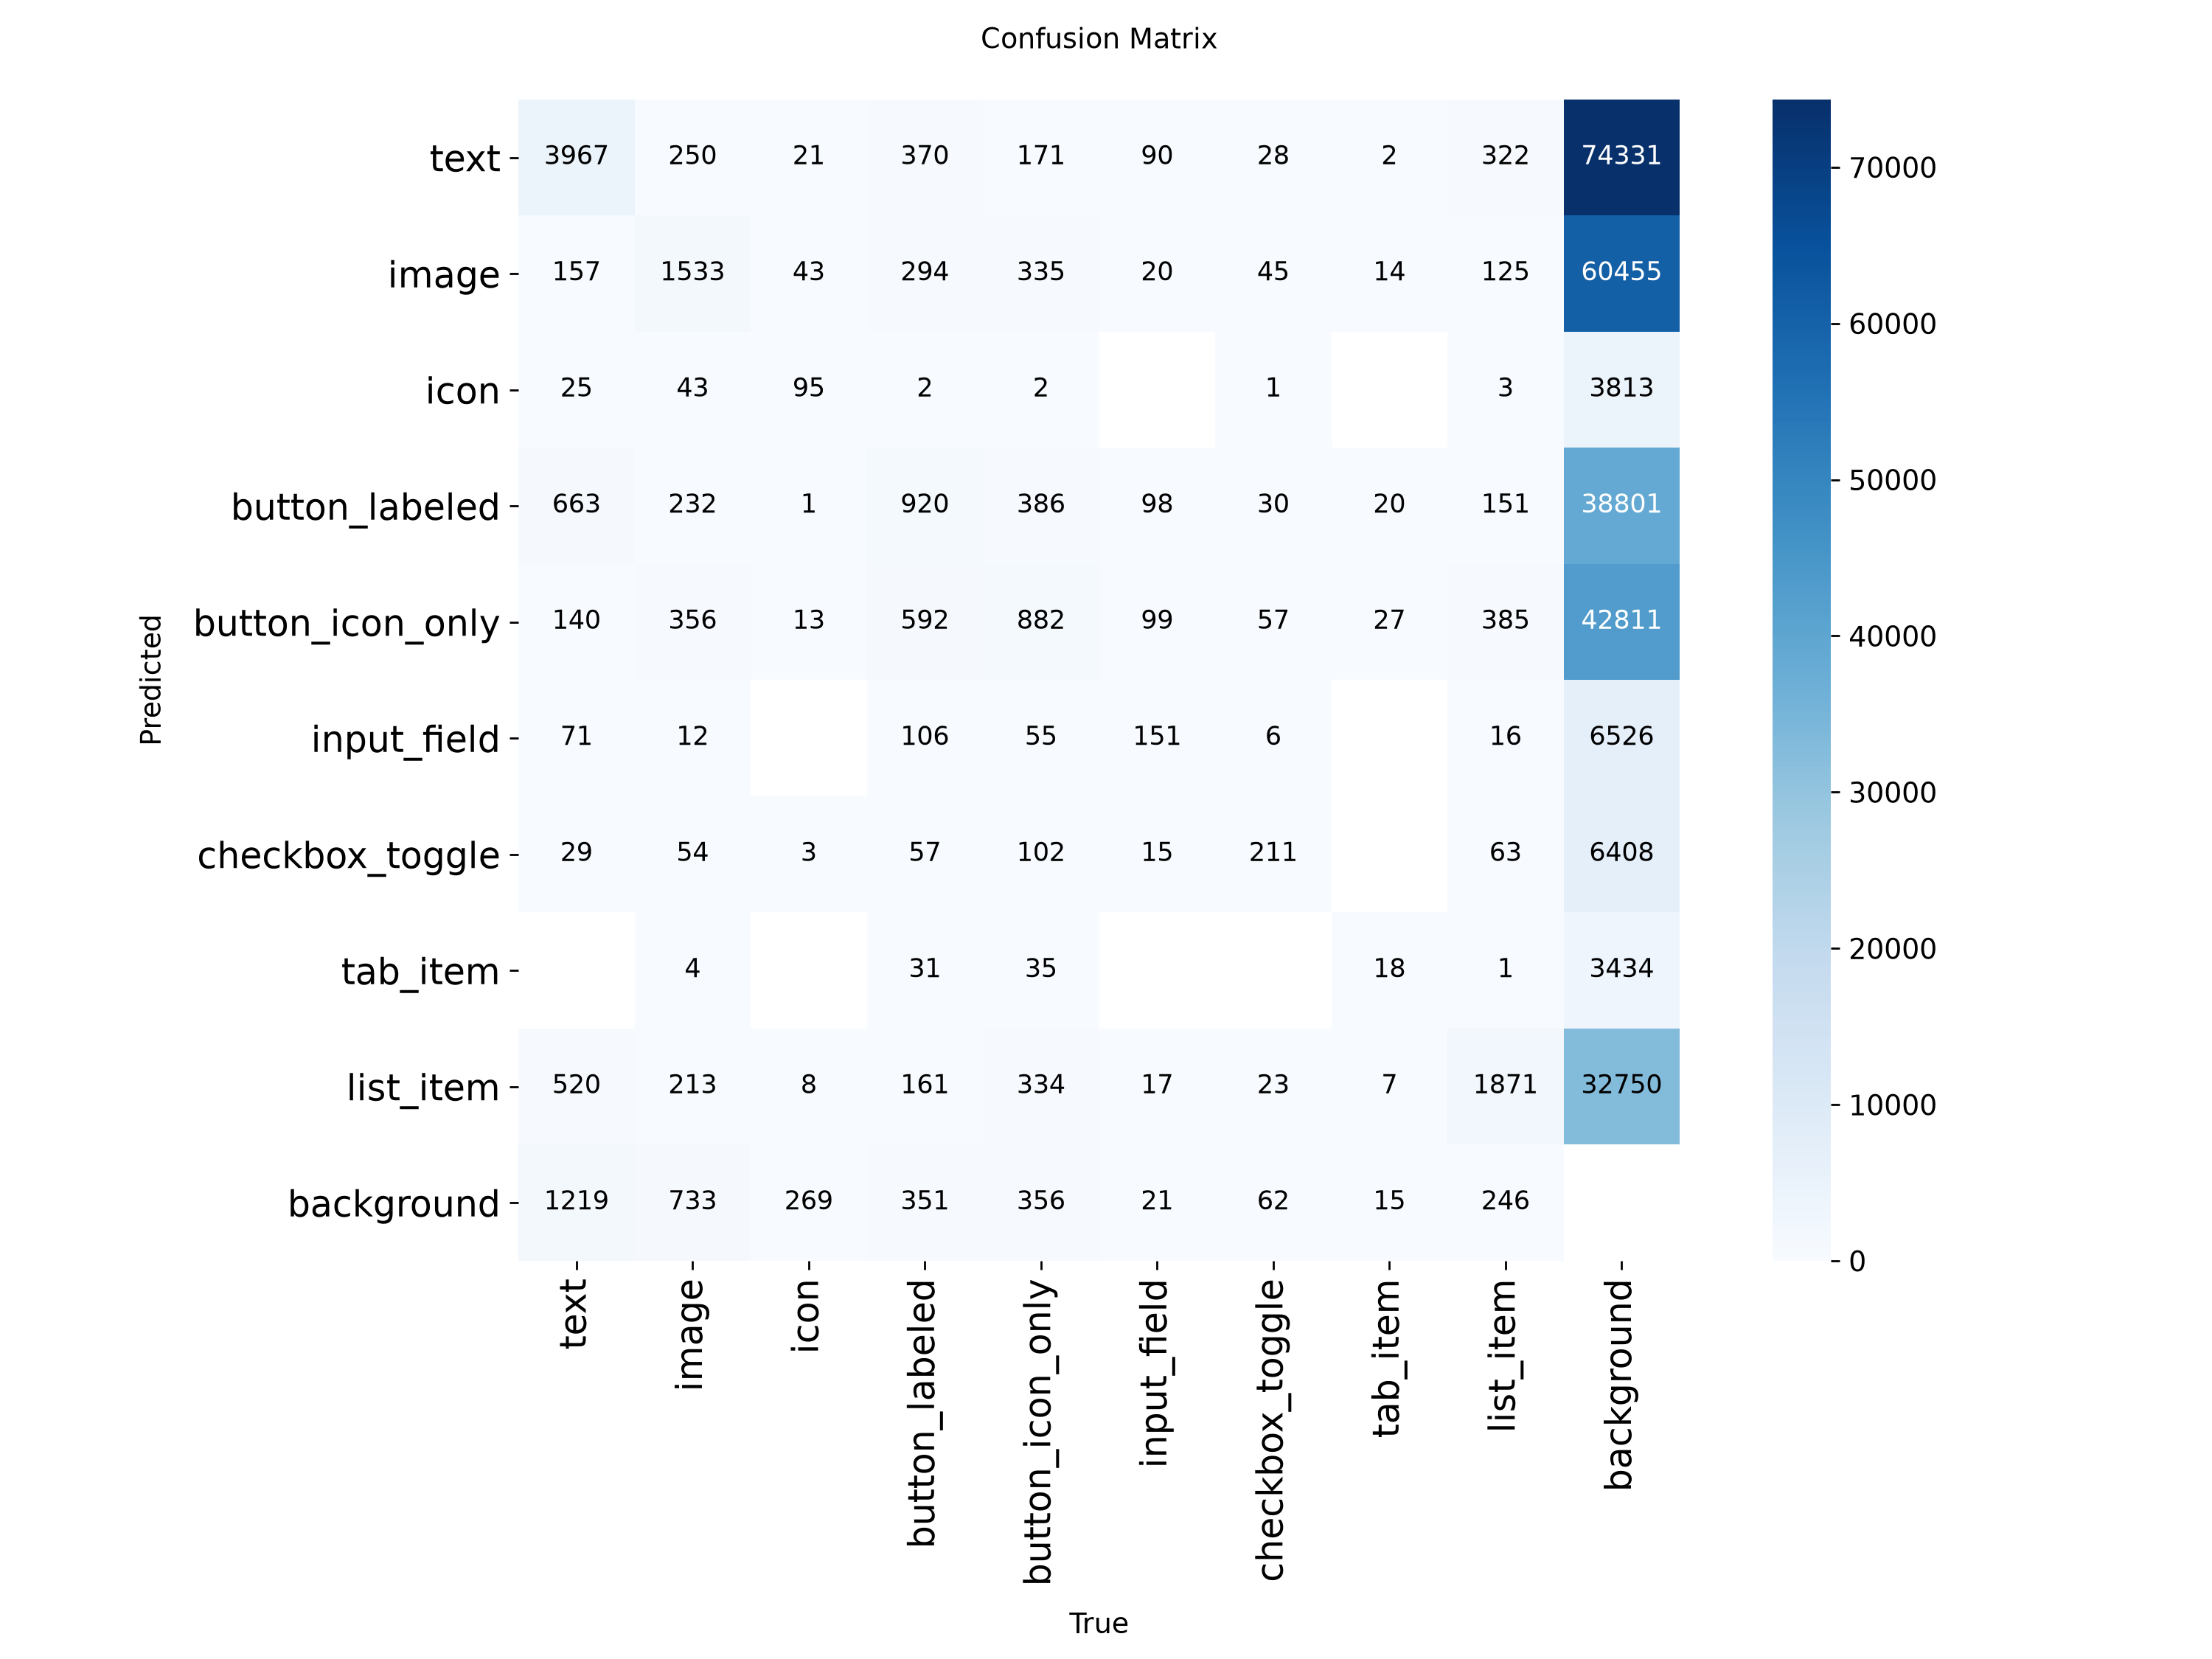 Confusion Matrix
text 3967 250 21 370 171 90 28 2 322 74331
image 157 1533 43 294 335 20 45 14 125 60455
icon 25 43 95 2 2 1 3 3813
button_labeled 663 232 1 920 386 98 30 20 151 38801
button_icon_only 140 356 13 592 882 99 57 27 385 42811
input_field 71 12 106 55 151 6 16 6526
checkbox_toggle 29 54 3 57 102 15 211 63 6408
tab_item 4 31 35 18 1 3434
list_item 520 213 8 161 334 17 23 7 1871 32750
background 1219 733 269 351 356 21 62 15 246
Predicted
text image icon button_labeled button_icon_only input_field checkbox_toggle tab_item list_item background
True
70000
60000
50000
40000
30000
20000
10000
0